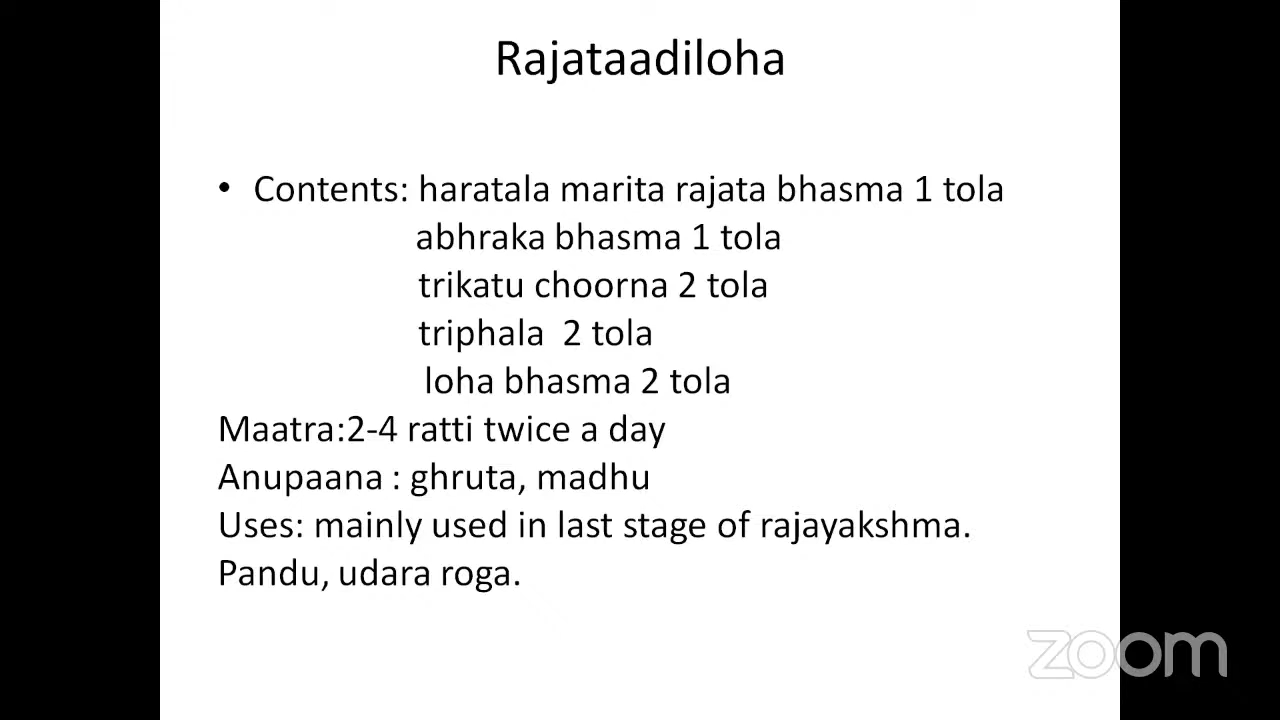 Rajataadiloha
• Contents: haratala marita rajata bhasma 1 tola
abhraka bhasma 1 tola
trikatu choorna 2 tola
triphala 2 tola
loha bhasma 2 tola
Maatra:2-4 ratti twice a day
Anupaana : ghruta, madhu
Uses: mainly used in last stage of rajayakshma.
Pandu, udara roga.
zoom